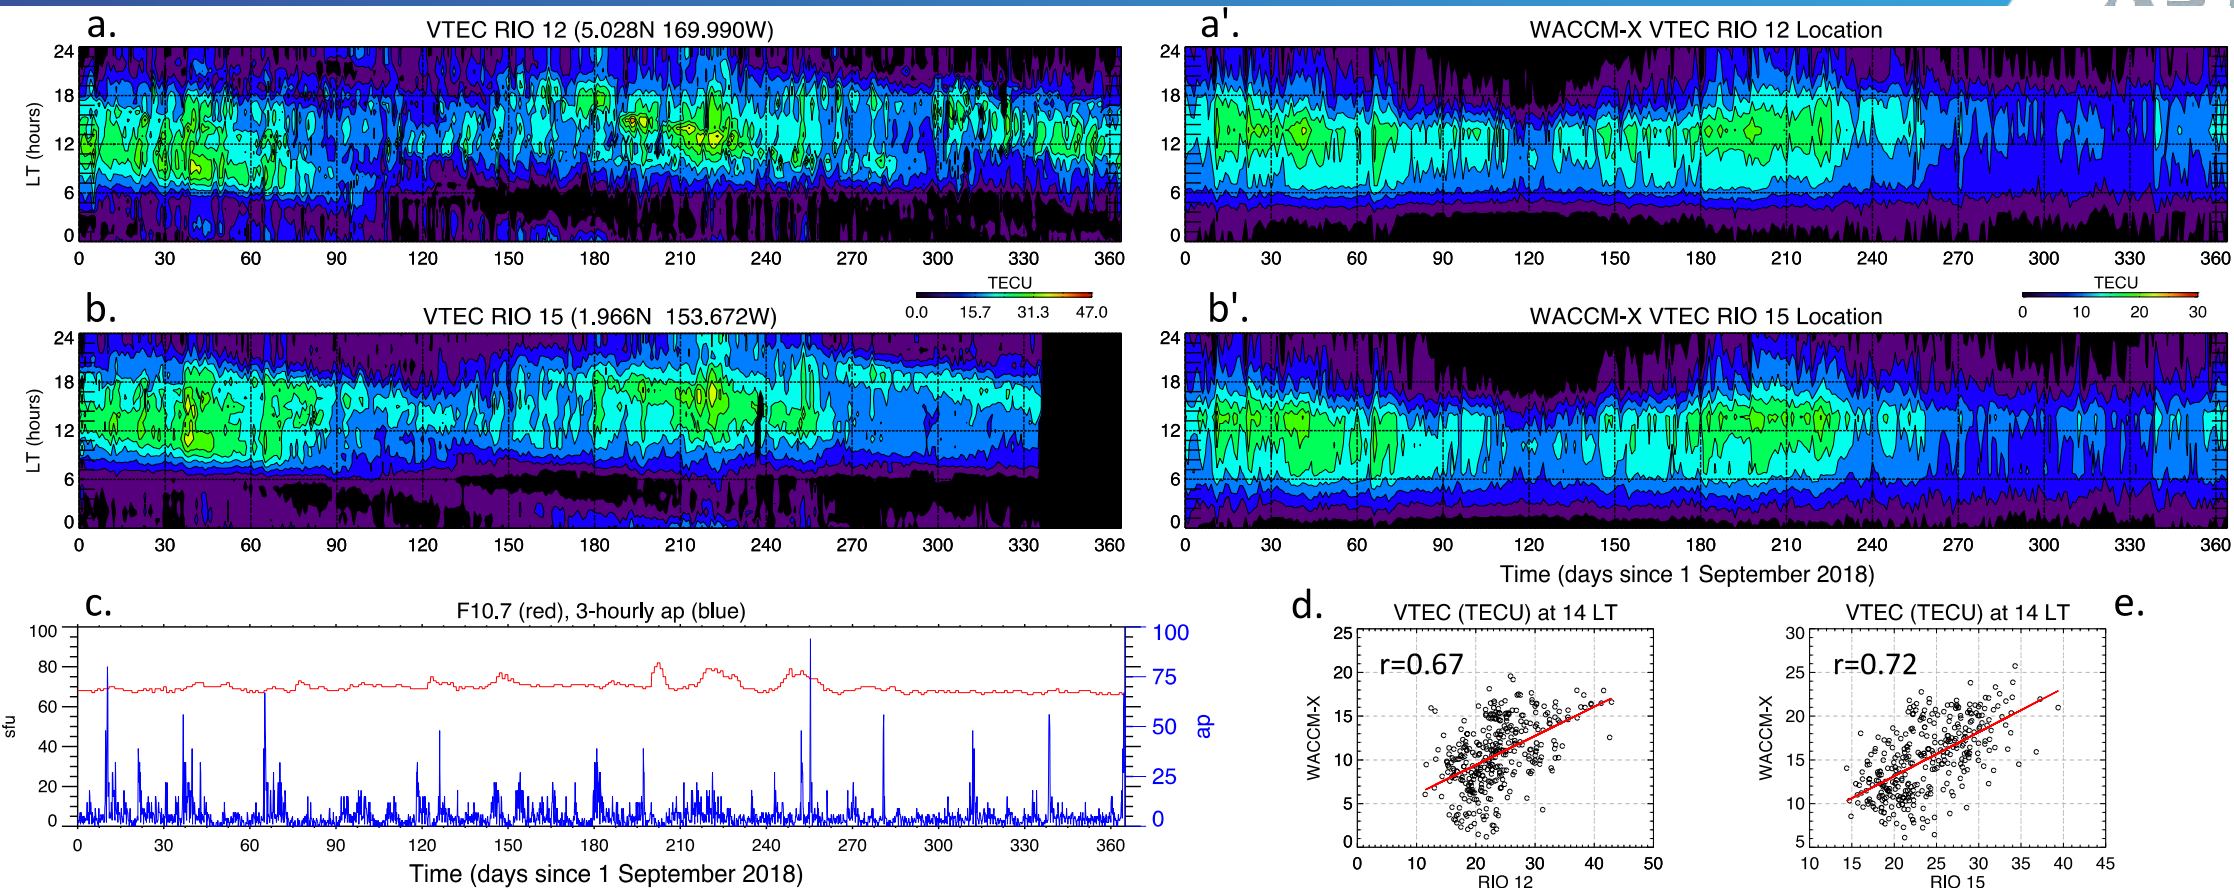 a.
VTEC RIO 12 (5.028N 169.990W)
24
18
12
6
0
LT (hours)
0 30 60 90 120 150 180 210 240 270 300 330 360
TECU
0.0 15.7 31.3 47.0
a'.
WACCM-X VTEC RIO 12 Location
24
18
12
6
0
0 30 60 90 120 150 180 210 240 270 300 330 360
TECU
0 10 20 30
b.
VTEC RIO 15 (1.966N 153.672W)
24
18
12
6
0
LT (hours)
0 30 60 90 120 150 180 210 240 270 300 330 360
b'.
WACCM-X VTEC RIO 15 Location
24
18
12
6
0
0 30 60 90 120 150 180 210 240 270 300 330 360
Time (days since 1 September 2018)
c.
F10.7 (red), 3-hourly ap (blue)
100
80
60
40
20
0
sfu
100
75
50
25
0
ap
0 30 60 90 120 150 180 210 240 270 300 330 360
Time (days since 1 September 2018)
d.
VTEC (TECU) at 14 LT
r=0.67
25
20
15
10
5
0
WACCM-X
0 10 20 30 40 50
RIO 12
VTEC (TECU) at 14 LT
e.
r=0.72
30
25
20
15
10
5
WACCM-X
10 15 20 25 30 35 40 45
RIO 15